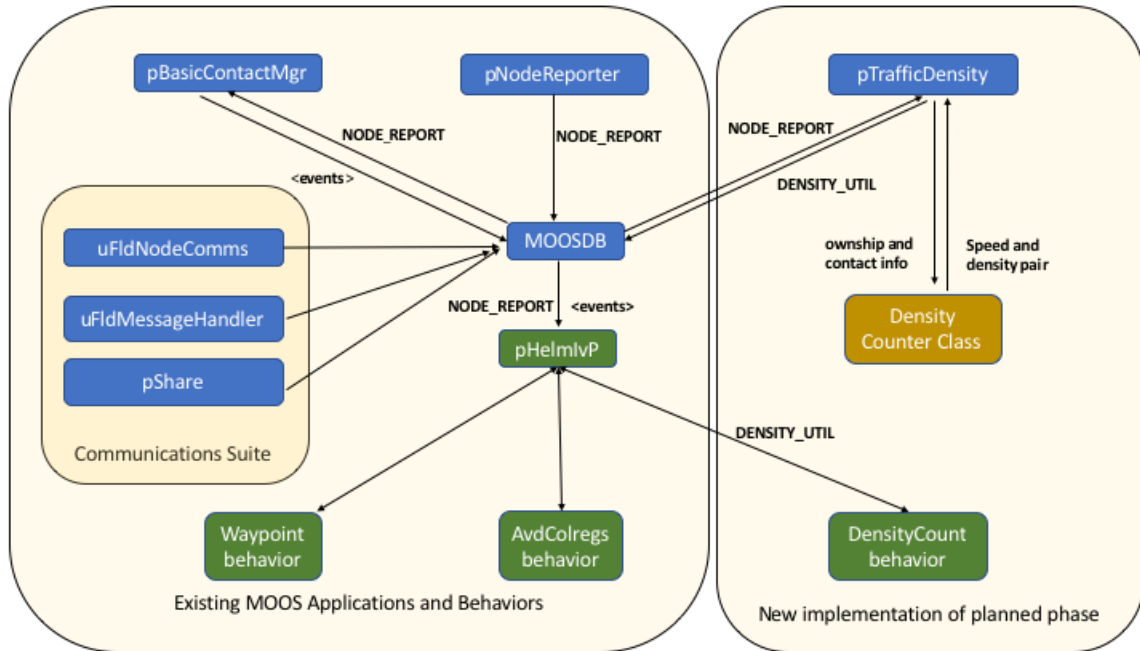 pBasicContactMgr
pNodeReporter
pTrafficDensity
NODE_REPORT
NODE_REPORT
NODE_REPORT
<events>
DENSITY_UTIL
uFldNodeComms
MOOSDB
ownship and
contact info
Speed and
density pair
uFldMessageHandler
NODE_REPORT
<events>
Density
Counter Class
pHelmIvP
pShare
DENSITY_UTIL
Communications Suite
Waypoint
behavior
AvdColregs
behavior
DensityCount
behavior
Existing MOOS Applications and Behaviors
New implementation of planned phase